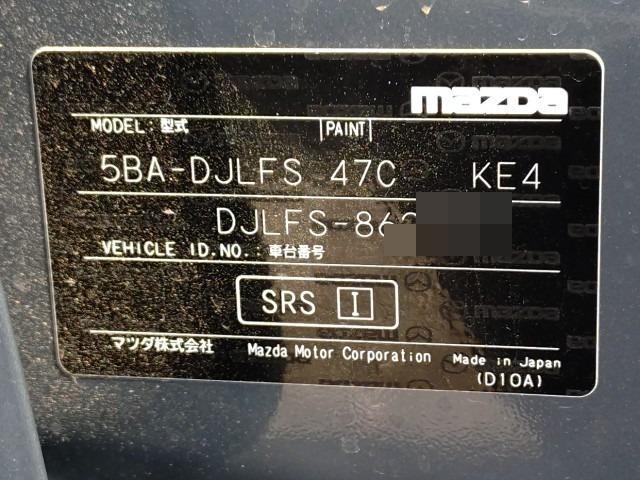 mazda
MODEL : 型式 PAINT
5BA-DJLFS 47C KE4
DJLFS-86
VEHICLE ID.NO. : 車台番号
SRS I
マツダ株式会社 Mazda Motor Corporation Made in Japan
(D10A)